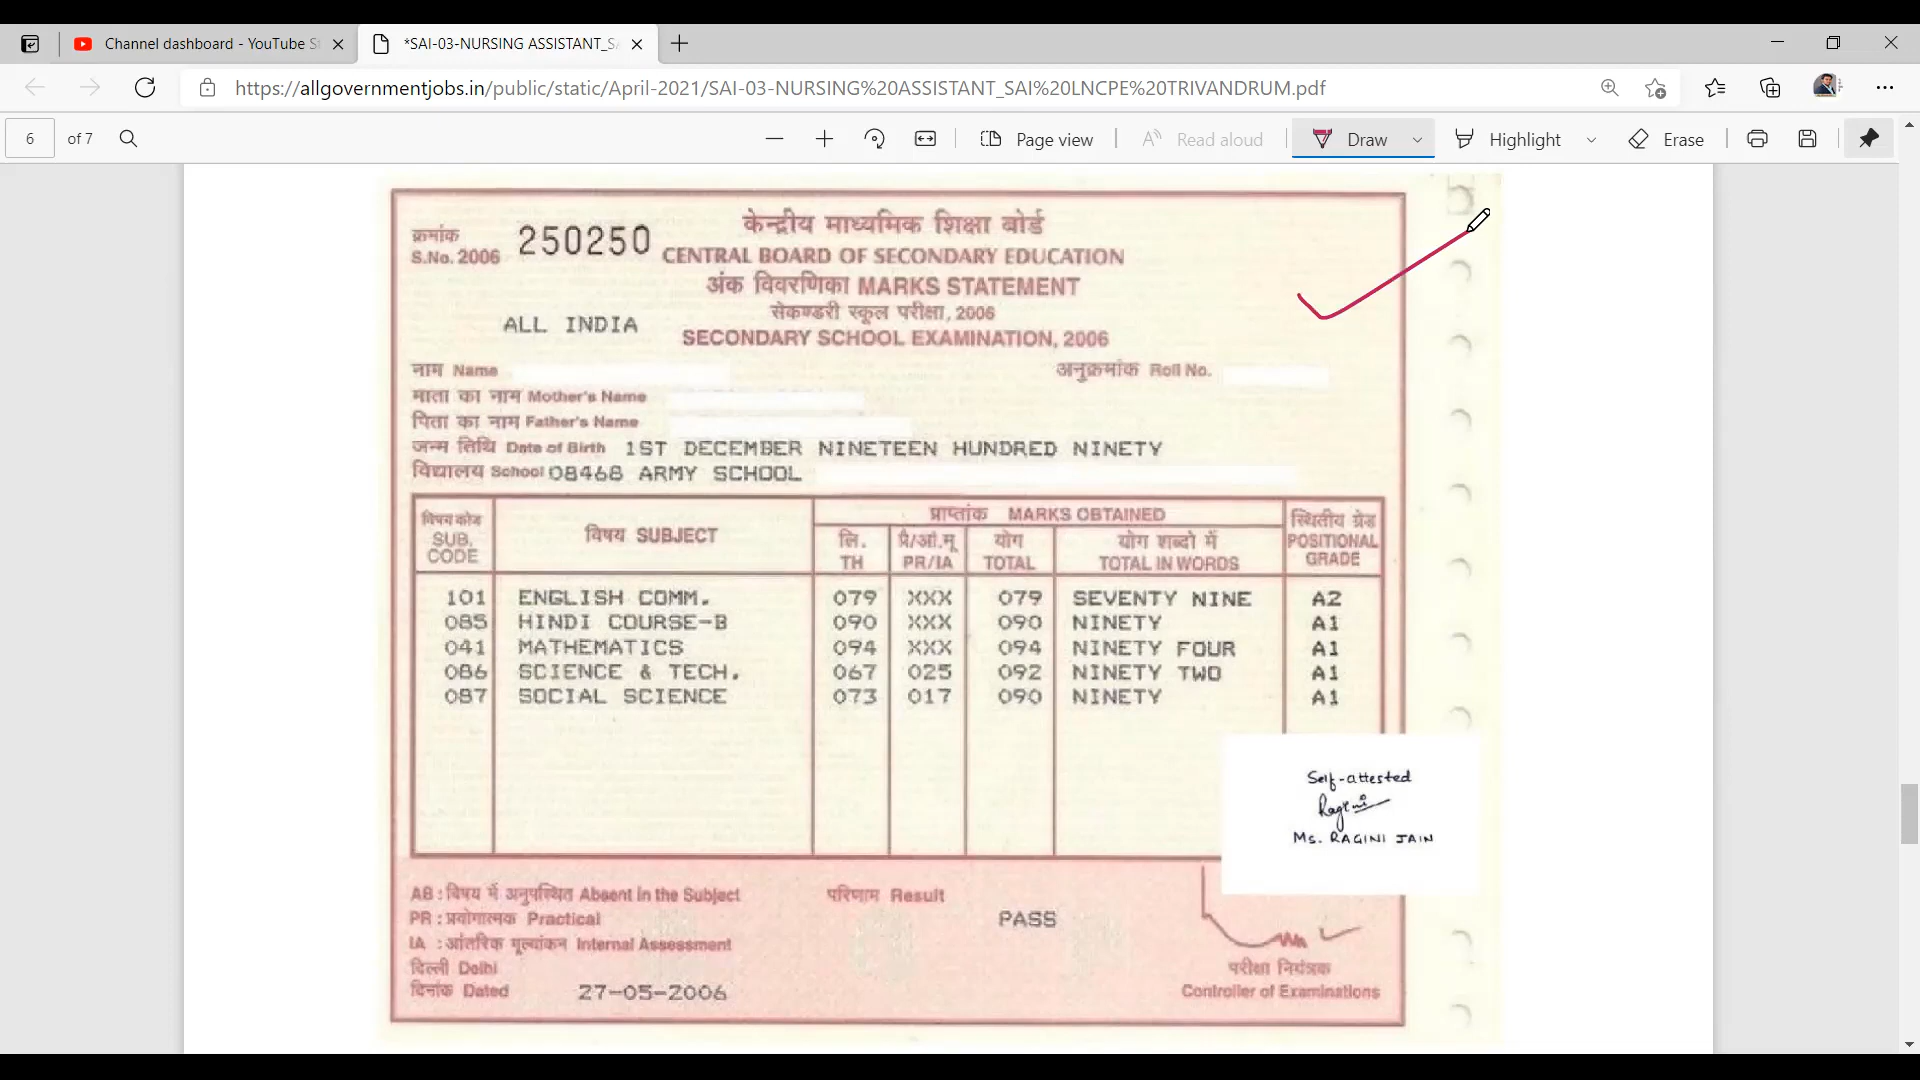 Channel dashboard - YouTube S
*SAI-03-NURSING ASSISTANT_SA
https://allgovernmentjobs.in/public/static/April-2021/SAI-03-NURSING%20ASSISTANT_SAI%20LNCPE%20TRIVANDRUM.pdf
6 of 7 Page view Read aloud Draw Highlight Erase
केन्द्रीय माध्यमिक शिक्षा बोर्ड
क्रमांक
S.No. 2006 250250 CENTRAL BOARD OF SECONDARY EDUCATION
अंक विवरणिका MARKS STATEMENT
सेकण्डरी स्कूल परीक्षा, 2006
ALL INDIA
SECONDARY SCHOOL EXAMINATION, 2006
नाम Name अनुक्रमांक Roll No.
माता का नाम Mother's Name
पिता का नाम Father's Name
जन्म तिथि Date of Birth 1ST DECEMBER NINETEEN HUNDRED NINETY
विद्यालय School 08468 ARMY SCHOOL
विषय कोड SUB. CODE विषय SUBJECT प्राप्तांक MARKS OBTAINED स्थितीय ग्रेड POSITIONAL GRADE
लि. TH प्रै/आं.मू PR/IA योग TOTAL योग शब्दो में TOTAL IN WORDS
101 ENGLISH COMM. 079 XXX 079 SEVENTY NINE A2
085 HINDI COURSE-B 090 XXX 090 NINETY A1
041 MATHEMATICS 094 XXX 094 NINETY FOUR A1
086 SCIENCE & TECH. 067 025 092 NINETY TWO A1
087 SOCIAL SCIENCE 073 017 090 NINETY A1
Self-attested
Ragini
Ms. RAGINI JAIN
AB : विषय में अनुपस्थित Absent in the Subject परिणाम Result
PR : प्रयोगात्मक Practical PASS
IA : आंतरिक मूल्यांकन Internal Assessment
दिल्ली Delhi परीक्षा नियंत्रक
दिनांक Dated 27-05-2006 Controller of Examinations